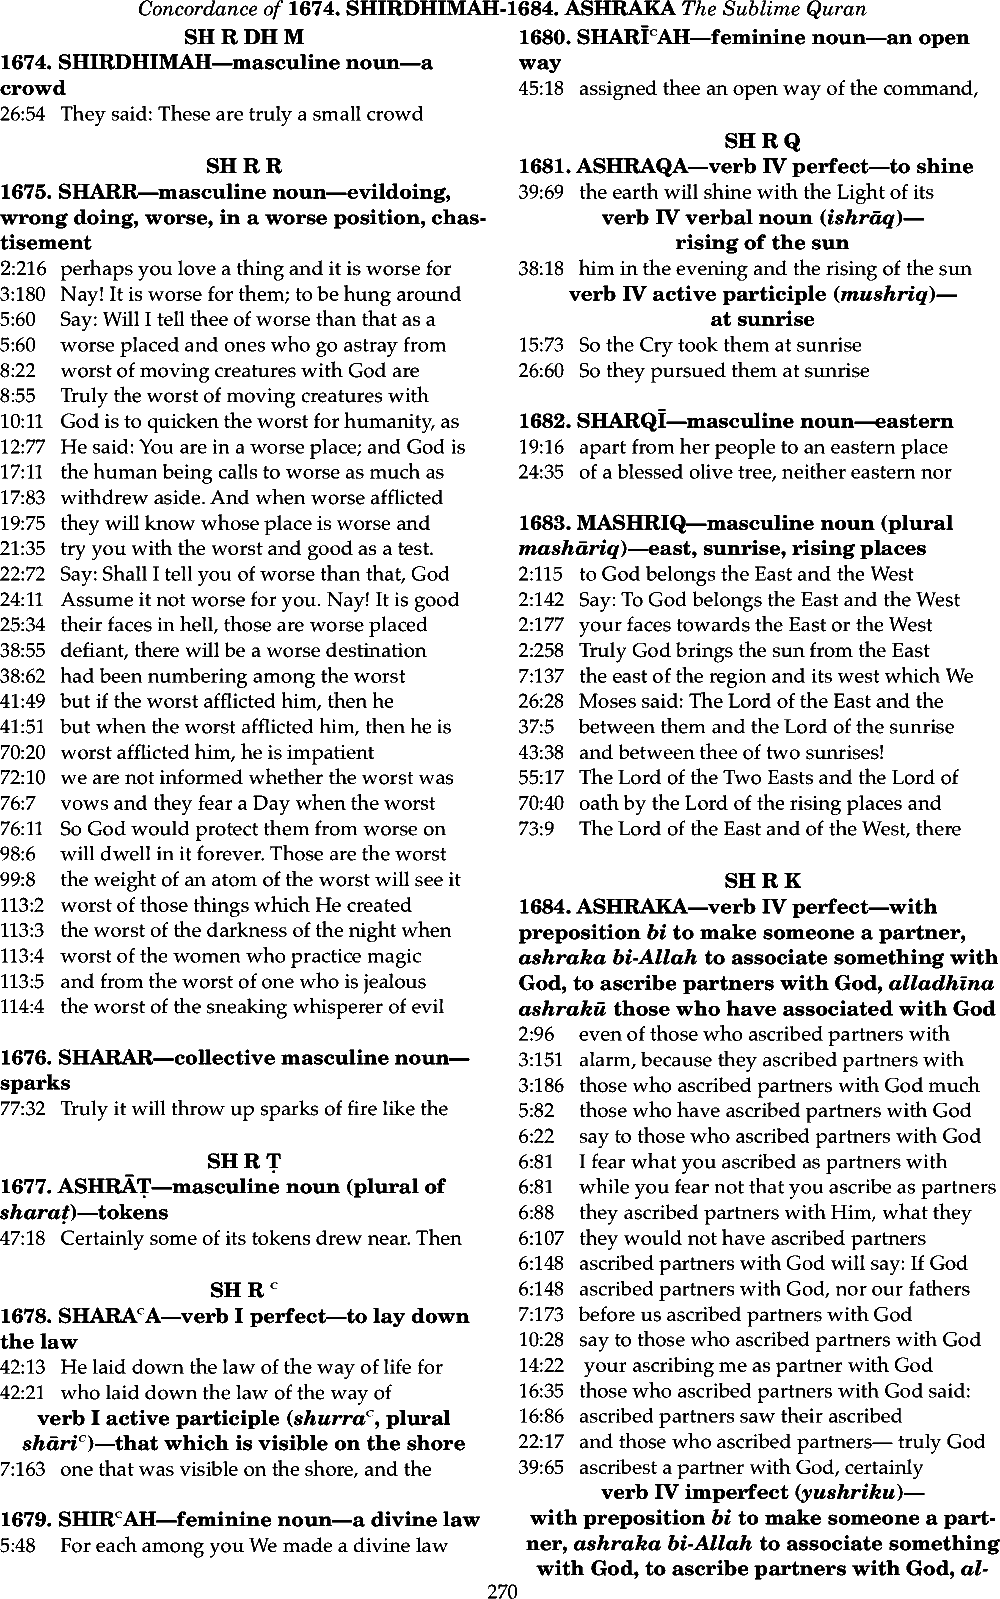 Concordance of 1674. SHIRDHIMAH-1684. ASHRAKA The Sublime Quran
SH R DH M
1674. SHIRDHIMAH—masculine noun—a
crowd
26:54 They said: These are truly a small crowd
SH R R
1675. SHARR—masculine noun—evildoing,
wrong doing, worse, in a worse position, chas-
tisement
2:216 perhaps you love a thing and it is worse for
3:180 Nay! It is worse for them; to be hung around
5:60 Say: Will I tell thee of worse than that as a
5:60 worse placed and ones who go astray from
8:22 worst of moving creatures with God are
8:55 Truly the worst of moving creatures with
10:11 God is to quicken the worst for humanity, as
12:77 He said: You are in a worse place; and God is
17:11 the human being calls to worse as much as
17:83 withdrew aside. And when worse afflicted
19:75 they will know whose place is worse and
21:35 try you with the worst and good as a test.
22:72 Say: Shall I tell you of worse than that, God
24:11 Assume it not worse for you. Nay! It is good
25:34 their faces in hell, those are worse placed
38:55 defiant, there will be a worse destination
38:62 had been numbering among the worst
41:49 but if the worst afflicted him, then he
41:51 but when the worst afflicted him, then he is
70:20 worst afflicted him, he is impatient
72:10 we are not informed whether the worst was
76:7 vows and they fear a Day when the worst
76:11 So God would protect them from worse on
98:6 will dwell in it forever. Those are the worst
99:8 the weight of an atom of the worst will see it
113:2 worst of those things which He created
113:3 the worst of the darkness of the night when
113:4 worst of the women who practice magic
113:5 and from the worst of one who is jealous
114:4 the worst of the sneaking whisperer of evil
1676. SHARAR—collective masculine noun—
sparks
77:32 Truly it will throw up sparks of fire like the
SH R Ṭ
1677. ASHRĀṬ—masculine noun (plural of
sharaṭ)—tokens
47:18 Certainly some of its tokens drew near. Then
SH R ᶜ
1678. SHARAᶜA—verb I perfect—to lay down
the law
42:13 He laid down the law of the way of life for
42:21 who laid down the law of the way of
verb I active participle (shurraᶜ, plural
shāriᶜ)—that which is visible on the shore
7:163 one that was visible on the shore, and the
1679. SHIRᶜAH—feminine noun—a divine law
5:48 For each among you We made a divine law
1680. SHARĪᶜAH—feminine noun—an open
way
45:18 assigned thee an open way of the command,
SH R Q
1681. ASHRAQA—verb IV perfect—to shine
39:69 the earth will shine with the Light of its
verb IV verbal noun (ishrāq)—
rising of the sun
38:18 him in the evening and the rising of the sun
verb IV active participle (mushriq)—
at sunrise
15:73 So the Cry took them at sunrise
26:60 So they pursued them at sunrise
1682. SHARQĪ—masculine noun—eastern
19:16 apart from her people to an eastern place
24:35 of a blessed olive tree, neither eastern nor
1683. MASHRIQ—masculine noun (plural
mashāriq)—east, sunrise, rising places
2:115 to God belongs the East and the West
2:142 Say: To God belongs the East and the West
2:177 your faces towards the East or the West
2:258 Truly God brings the sun from the East
7:137 the east of the region and its west which We
26:28 Moses said: The Lord of the East and the
37:5 between them and the Lord of the sunrise
43:38 and between thee of two sunrises!
55:17 The Lord of the Two Easts and the Lord of
70:40 oath by the Lord of the rising places and
73:9 The Lord of the East and of the West, there
SH R K
1684. ASHRAKA—verb IV perfect—with
preposition bi to make someone a partner,
ashraka bi-Allah to associate something with
God, to ascribe partners with God, alladhīna
ashrakū those who have associated with God
2:96 even of those who ascribed partners with
3:151 alarm, because they ascribed partners with
3:186 those who ascribed partners with God much
5:82 those who have ascribed partners with God
6:22 say to those who ascribed partners with God
6:81 I fear what you ascribed as partners with
6:81 while you fear not that you ascribe as partners
6:88 they ascribed partners with Him, what they
6:107 they would not have ascribed partners
6:148 ascribed partners with God will say: If God
6:148 ascribed partners with God, nor our fathers
7:173 before us ascribed partners with God
10:28 say to those who ascribed partners with God
14:22 your ascribing me as partner with God
16:35 those who ascribed partners with God said:
16:86 ascribed partners saw their ascribed
22:17 and those who ascribed partners— truly God
39:65 ascribest a partner with God, certainly
verb IV imperfect (yushriku)—
with preposition bi to make someone a part-
ner, ashraka bi-Allah to associate something
with God, to ascribe partners with God, al-
270